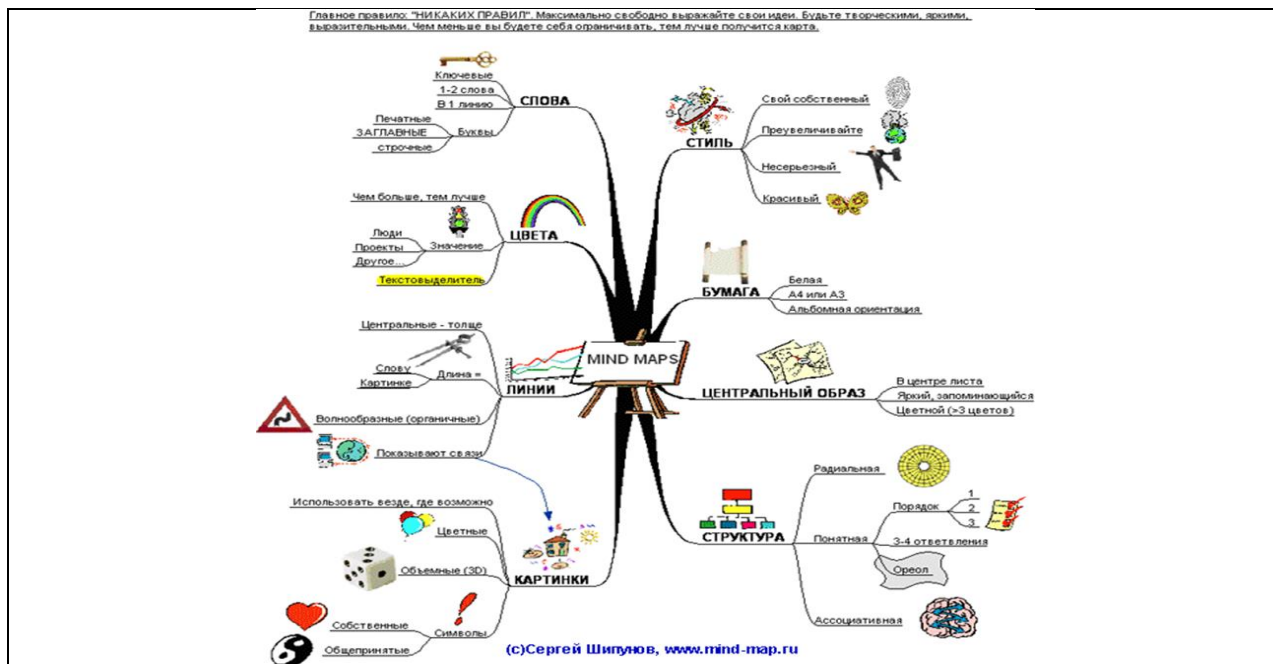 Главное правило: "НИКАКИХ ПРАВИЛ". Максимально свободно выражайте свои идеи. Будьте творческими, яркими,
выразительными. Чем меньше вы будете себя ограничивать, тем лучше получится карта.
СЛОВА
Ключевые
1-2 слова
В 1 линию
Буквы
Печатные
ЗАГЛАВНЫЕ
строчные
ЦВЕТА
Чем больше, тем лучше
Значение
Люди
Проекты
Другое...
Текстовыделитель
ЛИНИИ
Центральные - толще
Длина =
Слову
Картинке
Волнообразные (органичные)
Показывают связи
КАРТИНКИ
Использовать везде, где возможно
Цветные
Объемные (3D)
Символы
Собственные
Общепринятые
MIND MAPS
СТИЛЬ
Свой собственный
Преувеличивайте
Несерьезный
Красивый
БУМАГА
Белая
А4 или А3
Альбомная ориентация
ЦЕНТРАЛЬНЫЙ ОБРАЗ
В центре листа
Яркий, запоминающийся
Цветной (>3 цветов)
СТРУКТУРА
Радиальная
Понятная
Порядок
1
2
3
3-4 ответвления
Ореол
Ассоциативная
(c)Сергей Шипунов, www.mind-map.ru